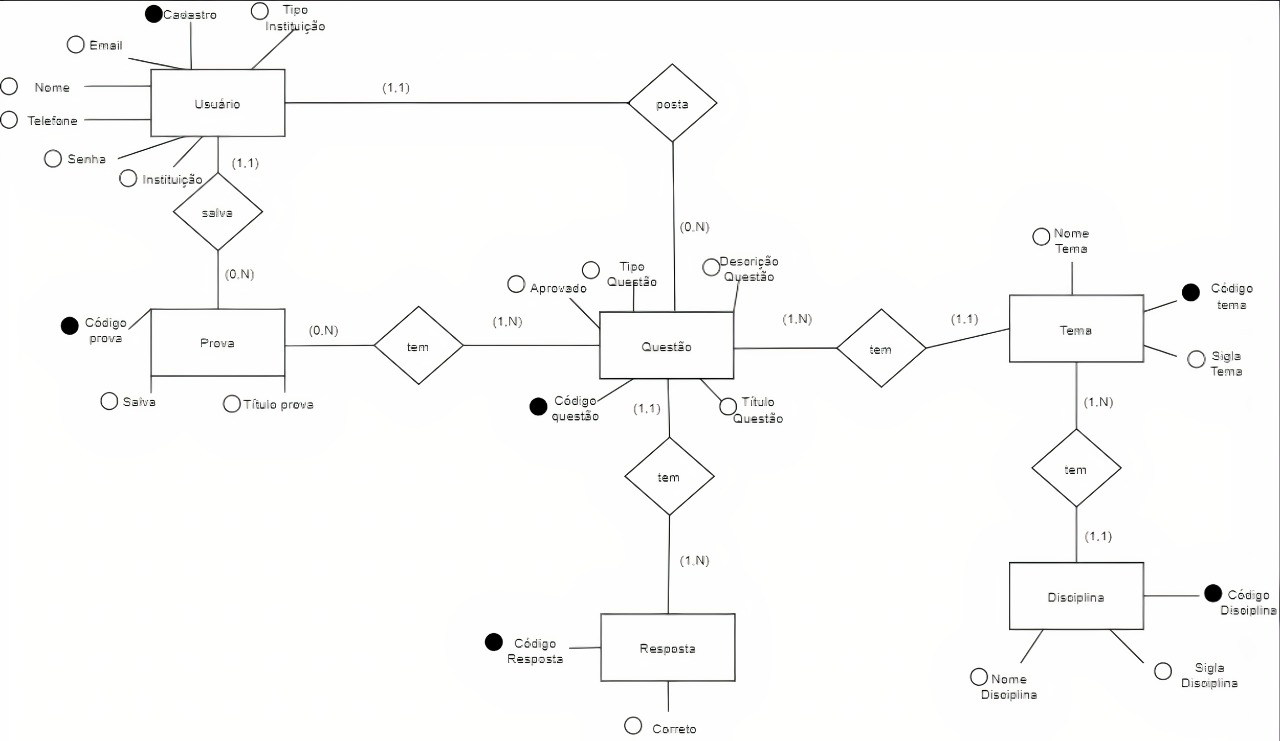 Cadastro
Tipo
Instituição
Email
Nome
Usuário
(1,1)
posta
Telefone
Senha
Instituição
(1,1)
salva
(0,N)
(0,N)
Nome
Tema
Código
tema
Sigla
Tema
Tema
Aprovado
Tipo
Questão
Descrição
Questão
Código
prova
Prova
(0,N)
tem
(1,N)
Questão
(1,N)
tem
(1,1)
Salva
Título prova
Código
questão
(1,1)
Título
Questão
(1,N)
tem
tem
(1,N)
(1,1)
Disciplina
Código
Disciplina
Código
Resposta
Resposta
Nome
Disciplina
Sigla
Disciplina
Correto